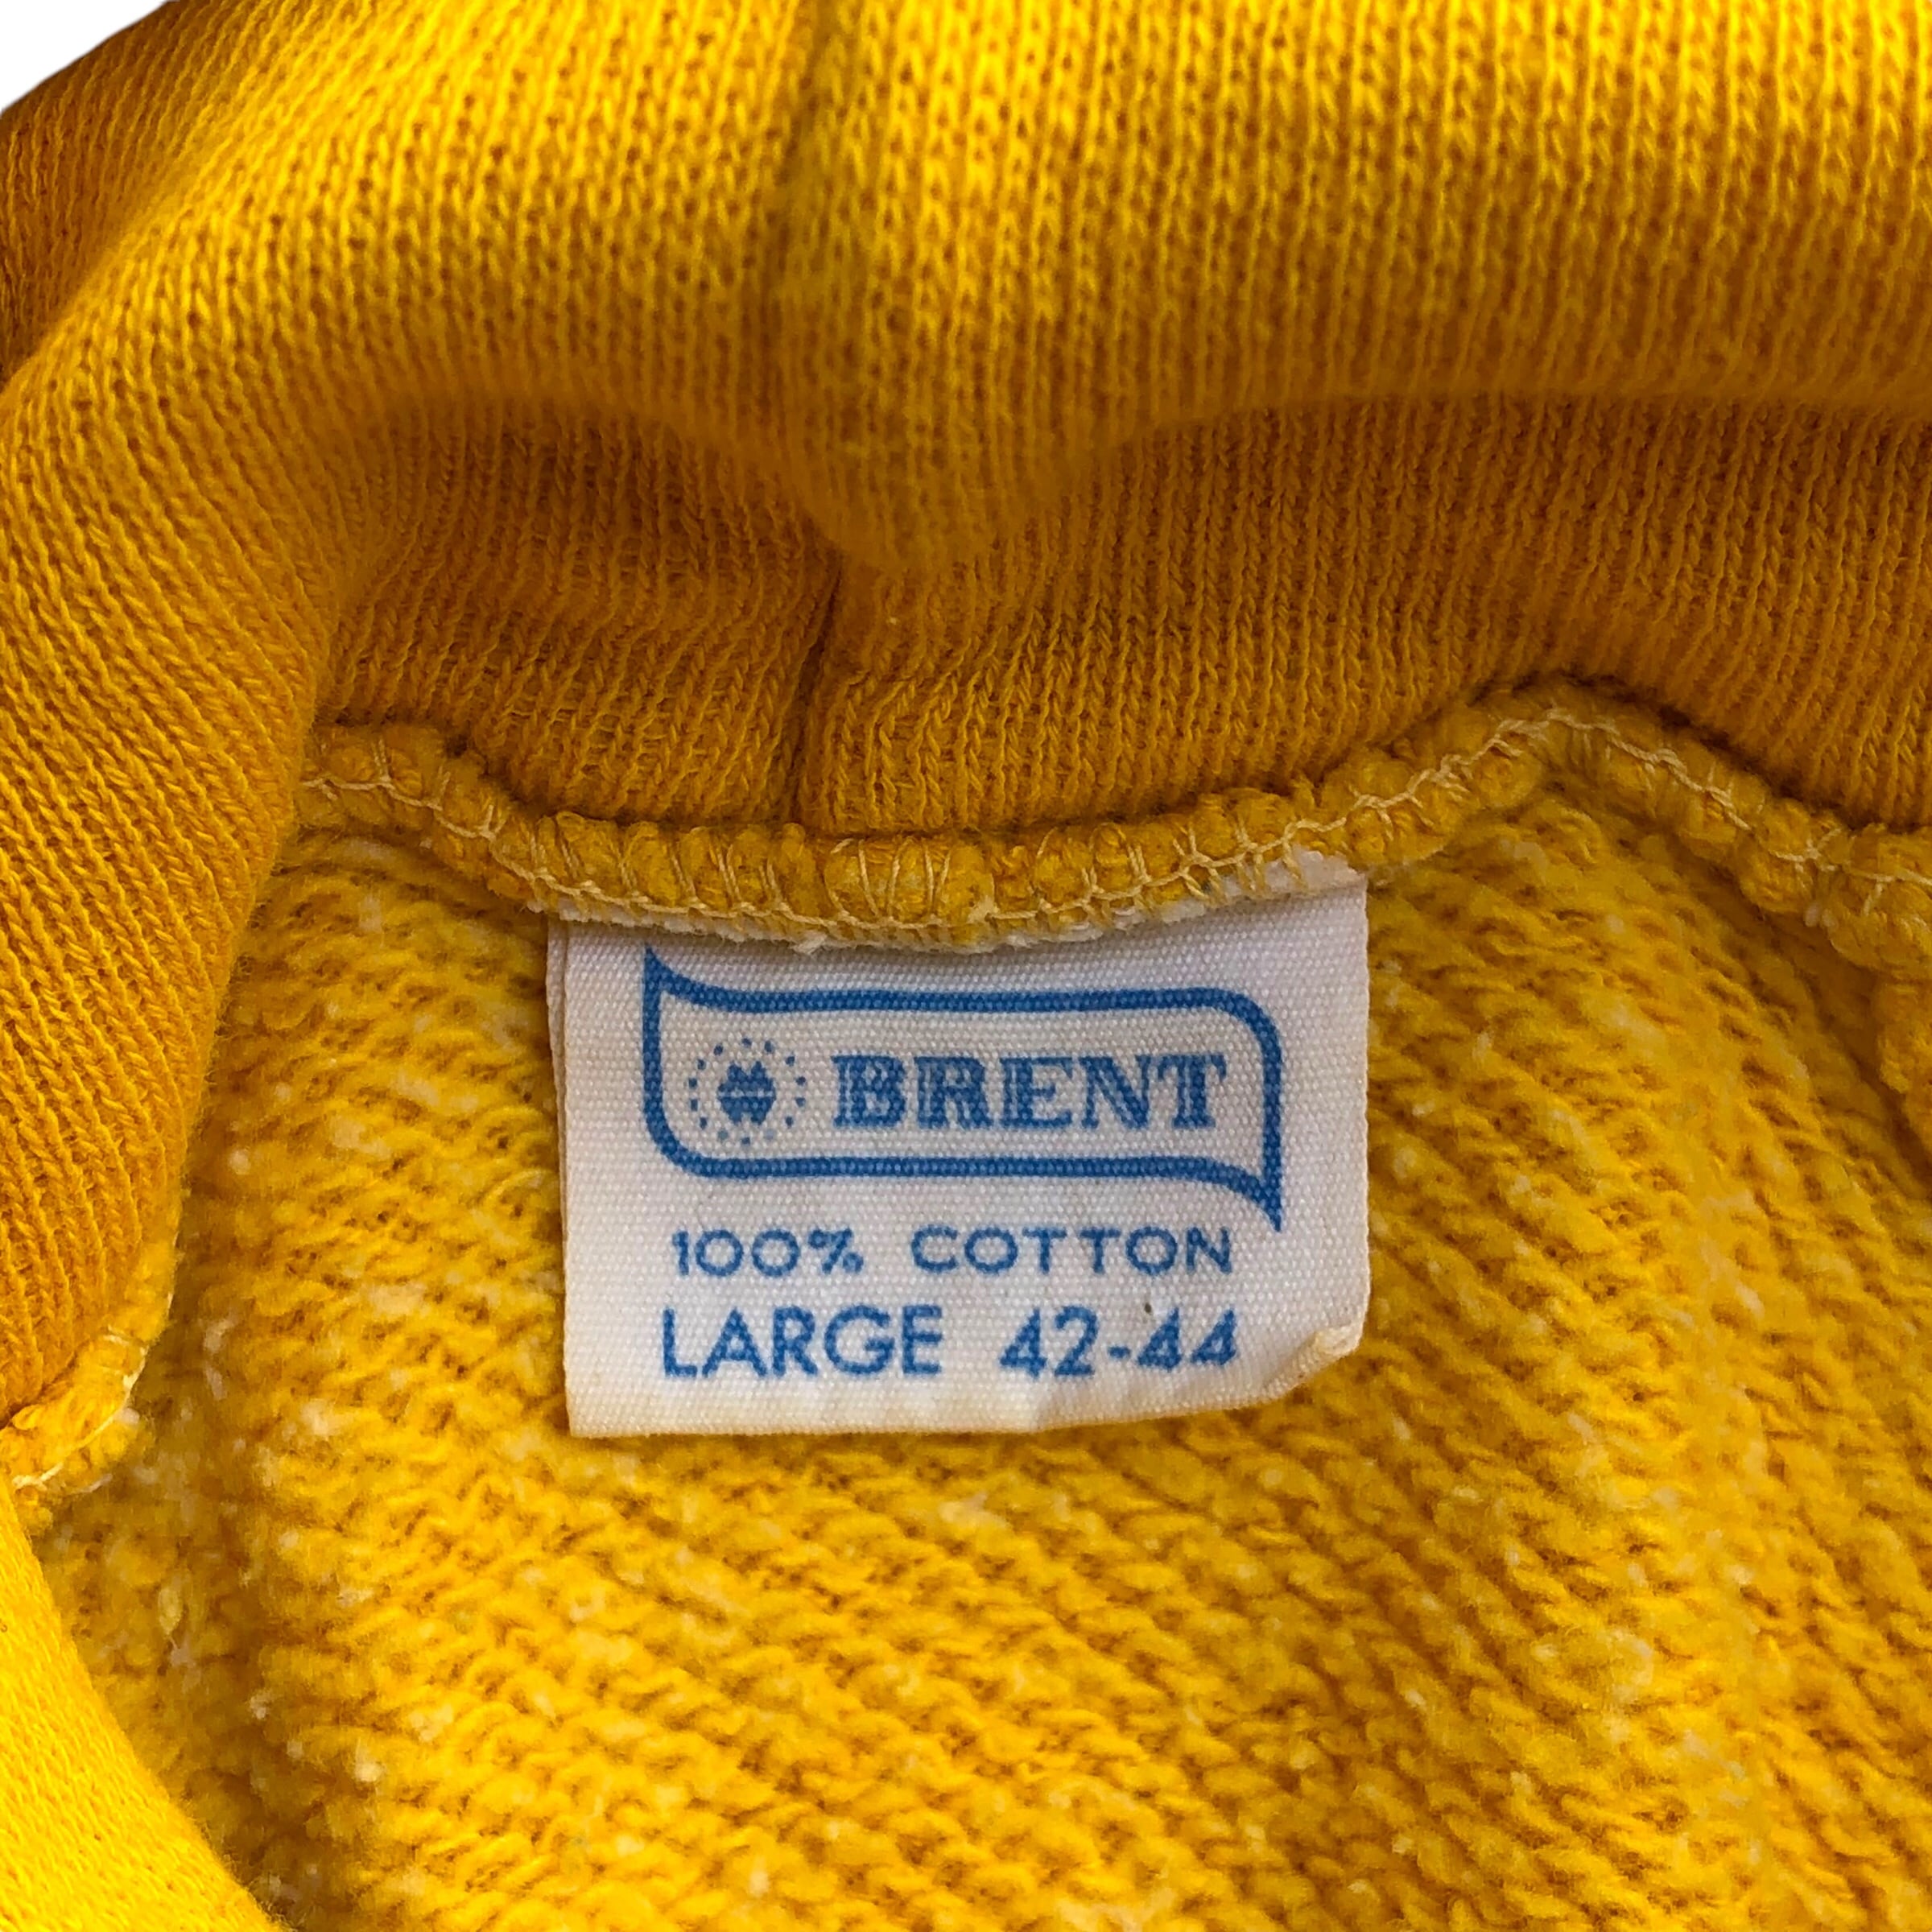 BRENT
100% COTTON
LARGE 42-44